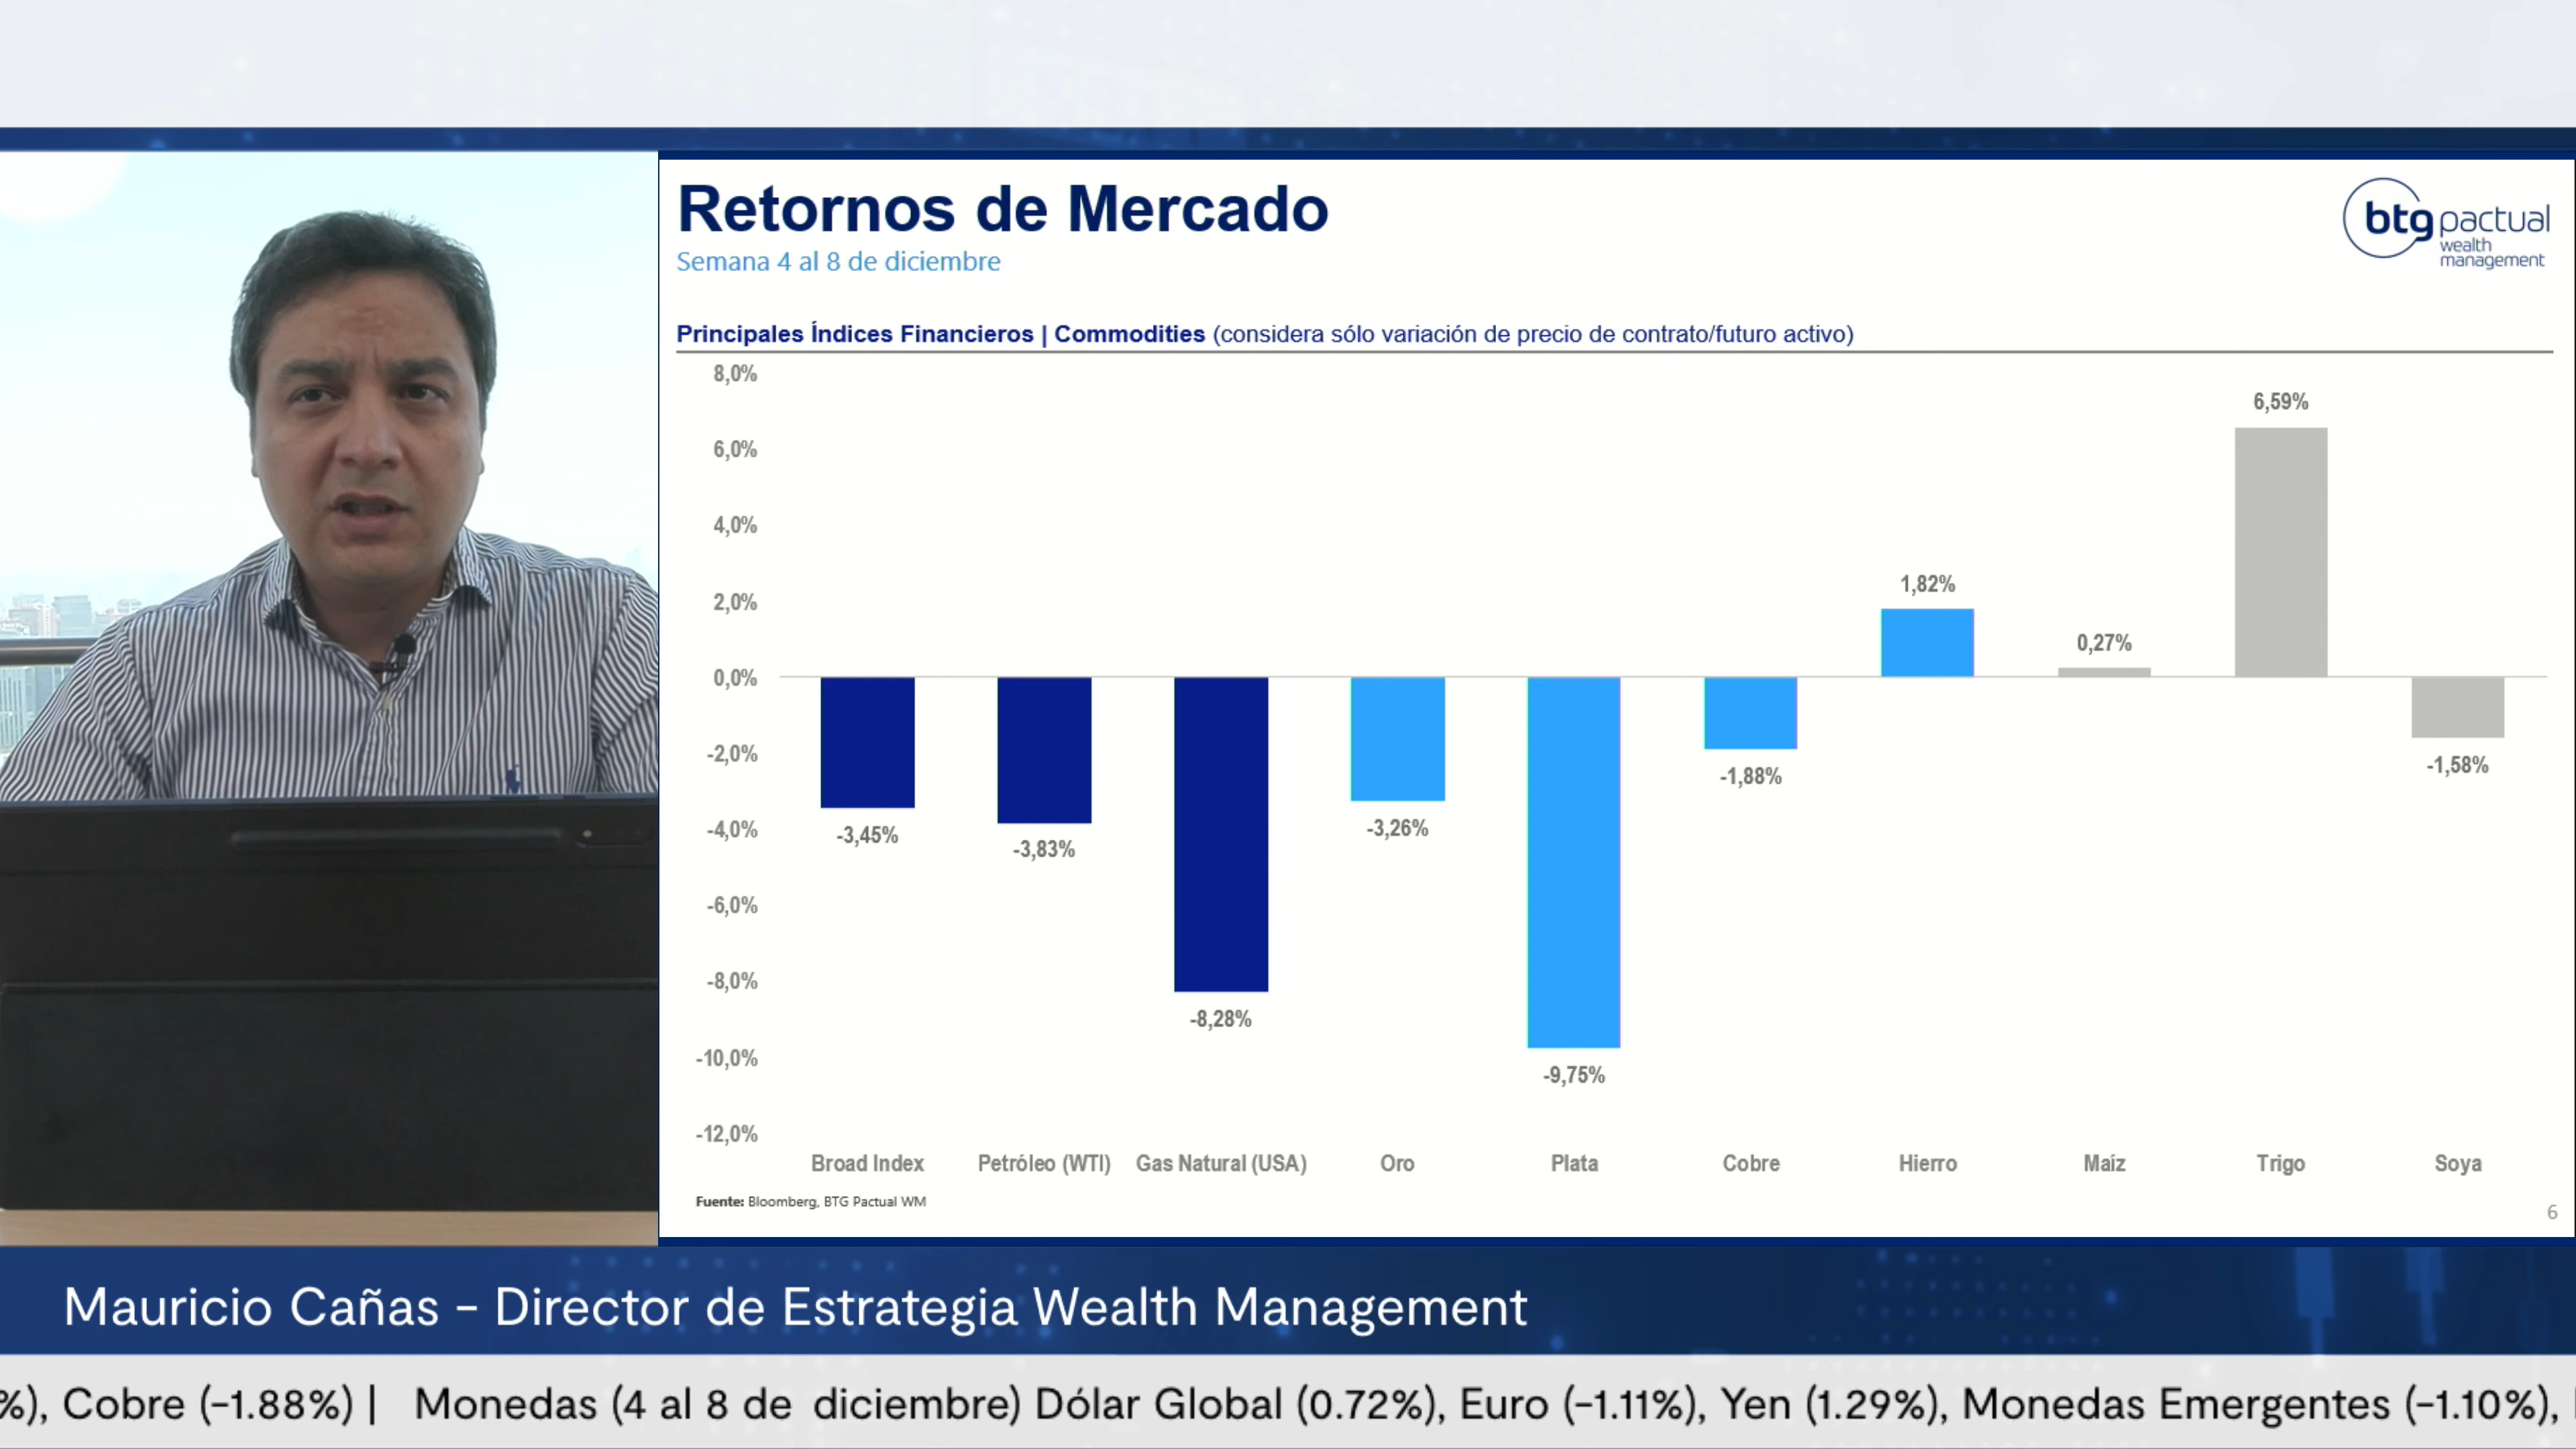 Retornos de Mercado
Semana 4 al 8 de diciembre
btg pactual
wealth
management
Principales Índices Financieros | Commodities (considera sólo variación de precio de contrato/futuro activo)
8,0%
6,0%
4,0%
2,0%
0,0%
-2,0%
-4,0%
-6,0%
-8,0%
-10,0%
-12,0%
-3,45%
-3,83%
-8,28%
-3,26%
-9,75%
-1,88%
1,82%
0,27%
6,59%
-1,58%
Broad Index Petróleo (WTI) Gas Natural (USA) Oro Plata Cobre Hierro Maíz Trigo Soya
Fuente: Bloomberg, BTG Pactual WM
6
Mauricio Cañas - Director de Estrategia Wealth Management
%), Cobre (-1.88%) | Monedas (4 al 8 de diciembre) Dólar Global (0.72%), Euro (-1.11%), Yen (1.29%), Monedas Emergentes (-1.10%),